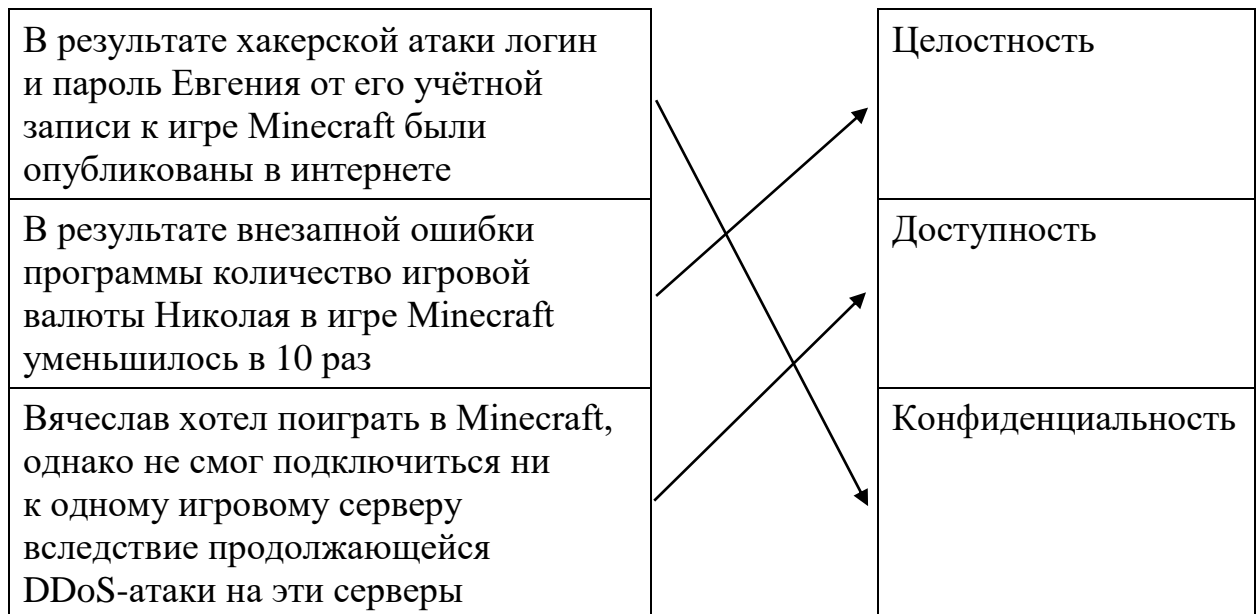 В результате хакерской атаки логин
и пароль Евгения от его учётной
записи к игре Minecraft были
опубликованы в интернете
Целостность
В результате внезапной ошибки
программы количество игровой
валюты Николая в игре Minecraft
уменьшилось в 10 раз
Доступность
Вячеслав хотел поиграть в Minecraft,
однако не смог подключиться ни
к одному игровому серверу
вследствие продолжающейся
DDoS-атаки на эти серверы
Конфиденциальность